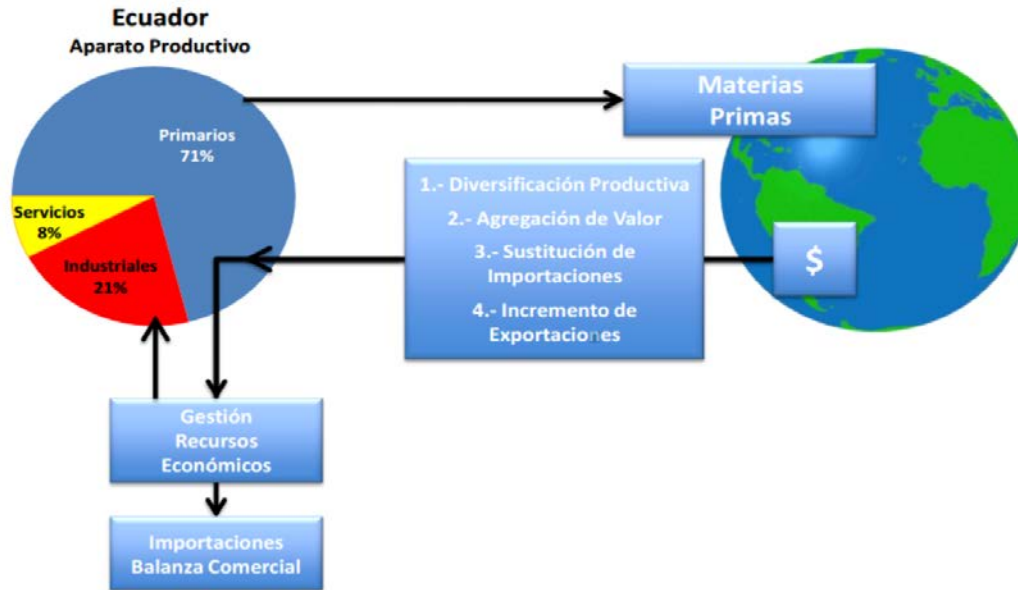 Ecuador
Aparato Productivo
Primarios
71%
Servicios
8%
Industriales
21%
Materias
Primas
1.- Diversificación Productiva
2.- Agregación de Valor
3.- Sustitución de
Importaciones
4.- Incremento de
Exportaciones
$
Gestión
Recursos
Económicos
Importaciones
Balanza Comercial